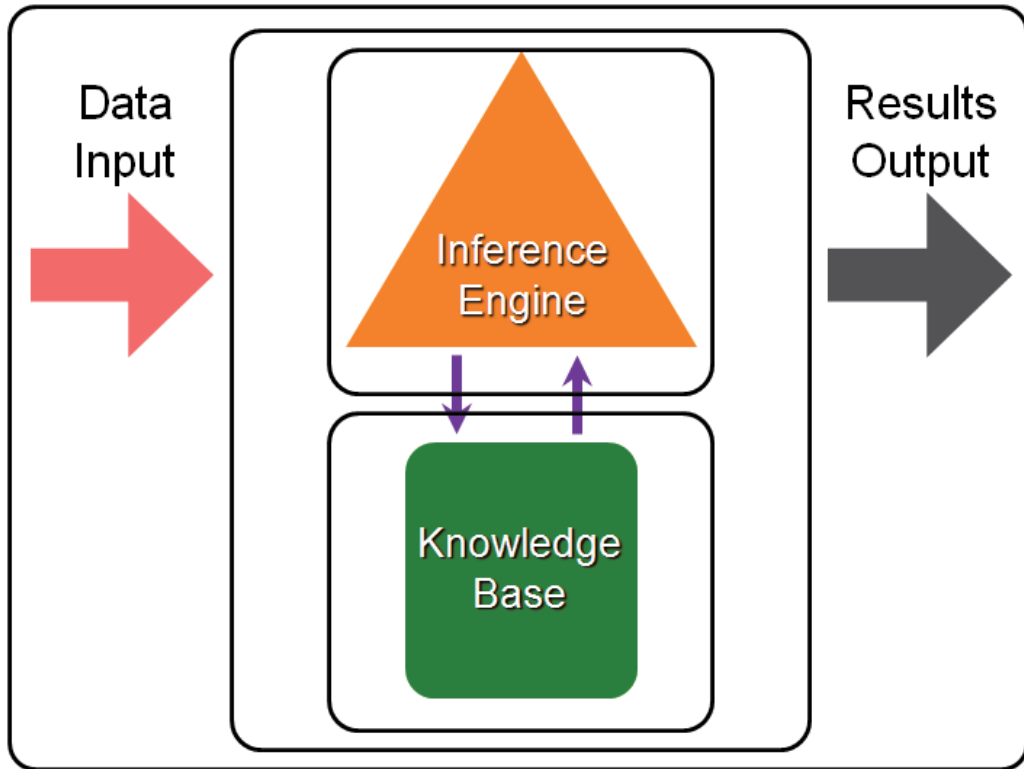 Data
Input
Inference
Engine
Knowledge
Base
Results
Output